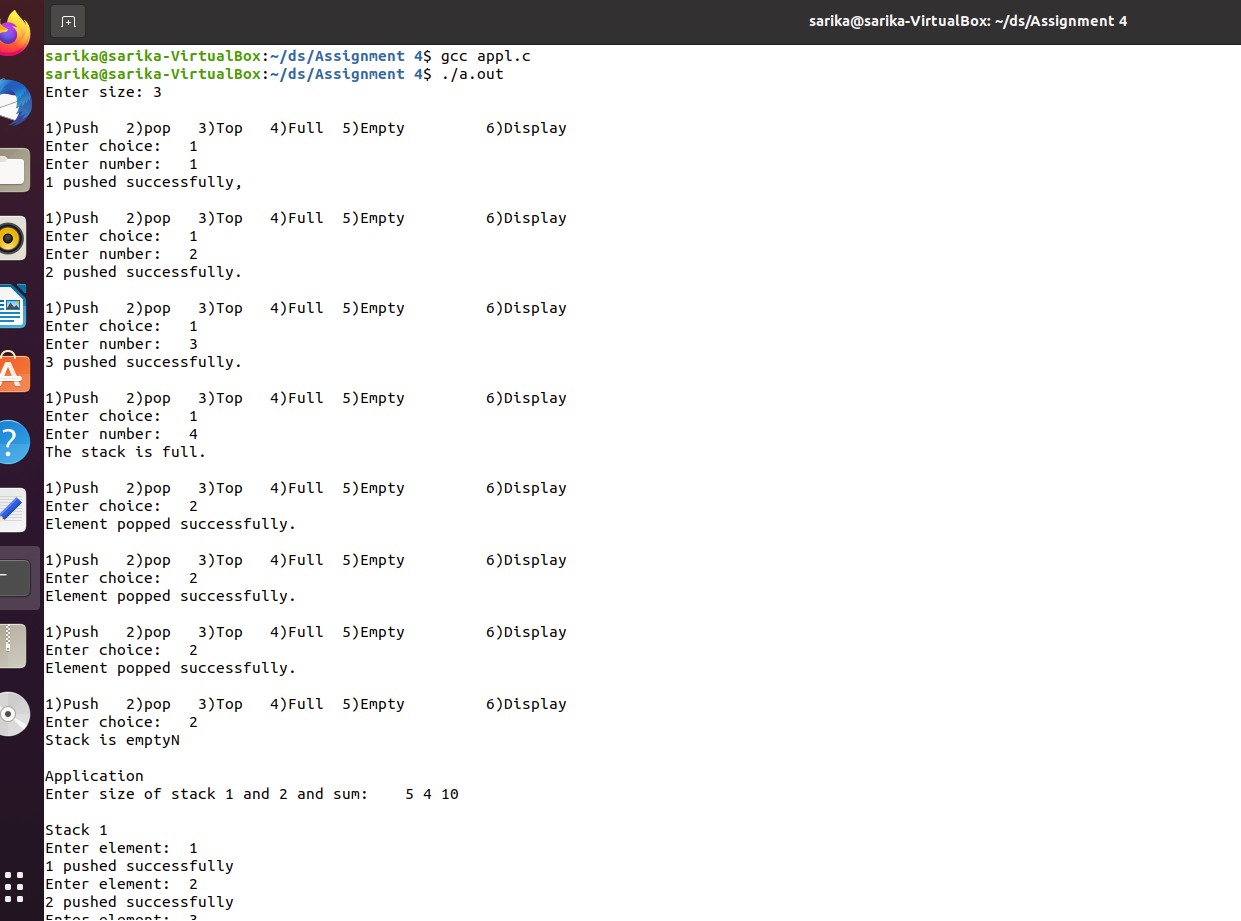 sarika@sarika-VirtualBox: ~/ds/Assignment 4
sarika@sarika-VirtualBox:~/ds/Assignment 4$ gcc appl.c
sarika@sarika-VirtualBox:~/ds/Assignment 4$ ./a.out
Enter size: 3
1)Push 2)pop 3)Top 4)Full 5)Empty 6)Display
Enter choice: 1
Enter number: 1
1 pushed successfully,
1)Push 2)pop 3)Top 4)Full 5)Empty 6)Display
Enter choice: 1
Enter number: 2
2 pushed successfully.
1)Push 2)pop 3)Top 4)Full 5)Empty 6)Display
Enter choice: 1
Enter number: 3
3 pushed successfully.
1)Push 2)pop 3)Top 4)Full 5)Empty 6)Display
Enter choice: 1
Enter number: 4
The stack is full.
1)Push 2)pop 3)Top 4)Full 5)Empty 6)Display
Enter choice: 2
Element popped successfully.
1)Push 2)pop 3)Top 4)Full 5)Empty 6)Display
Enter choice: 2
Element popped successfully.
1)Push 2)pop 3)Top 4)Full 5)Empty 6)Display
Enter choice: 2
Element popped successfully.
1)Push 2)pop 3)Top 4)Full 5)Empty 6)Display
Enter choice: 2
Stack is emptyN
Application
Enter size of stack 1 and 2 and sum: 5 4 10
Stack 1
Enter element: 1
1 pushed successfully
Enter element: 2
2 pushed successfully
Enter element: 3